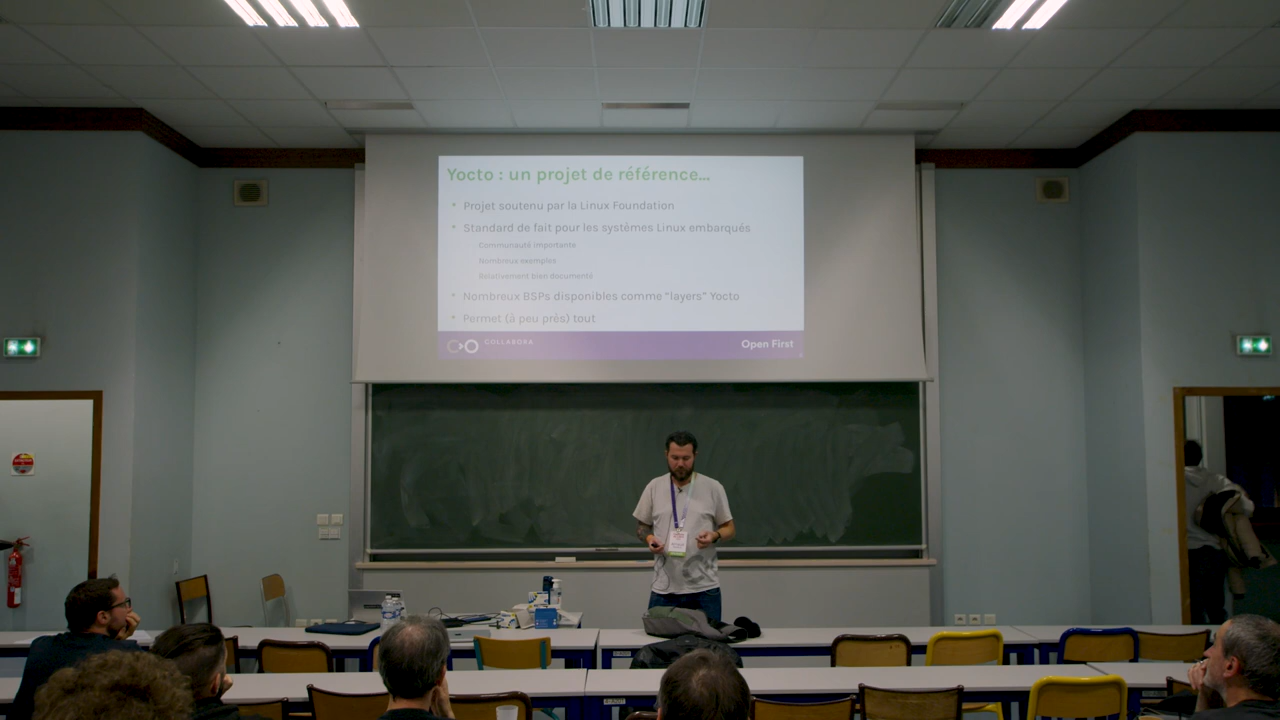 Yocto : un projet de référence...
Projet soutenu par la Linux Foundation
Standard de fait pour les systèmes Linux embarqués
Communauté importante
Nombreux exemples
Relativement bien documenté
Nombreux BSPs disponibles comme "layers" Yocto
Permet (à peu près) tout
COLLABORA
Open First